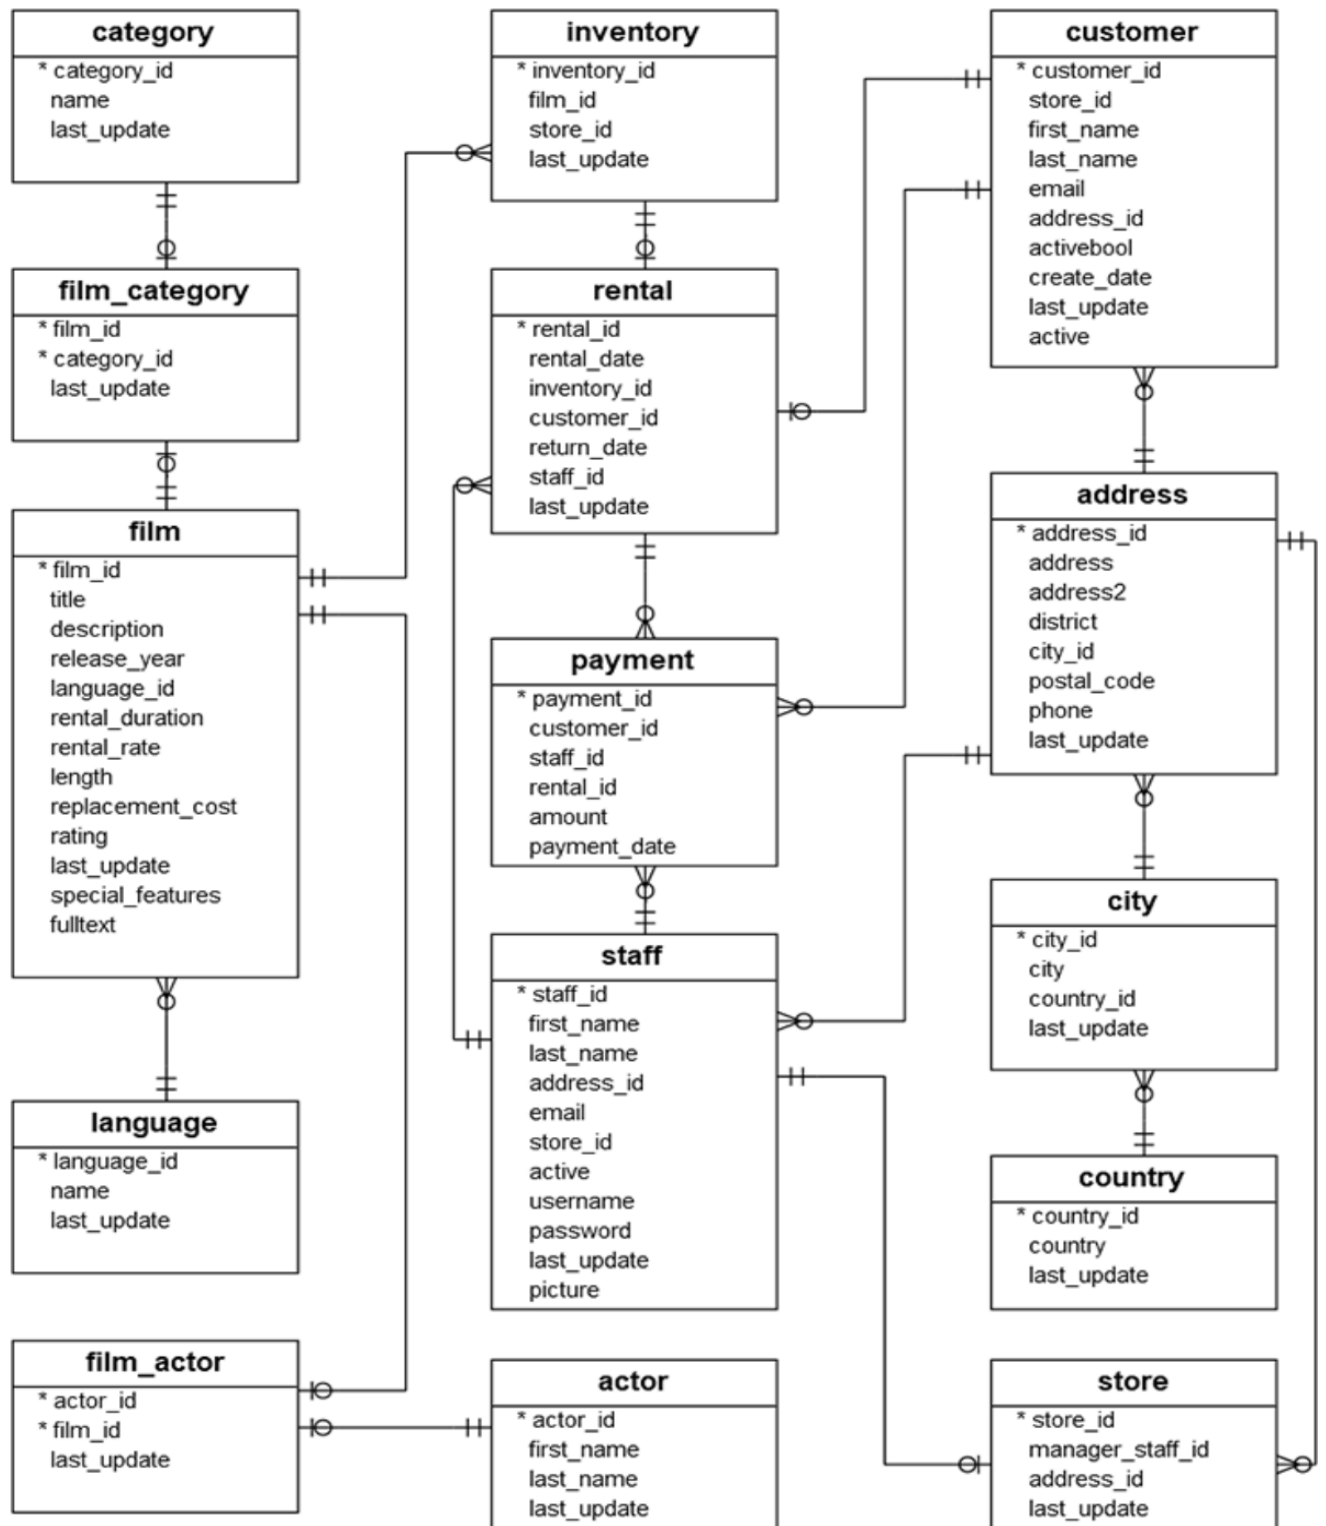 category
* category_id
name
last_update
film_category
* film_id
* category_id
last_update
film
* film_id
title
description
release_year
language_id
rental_duration
rental_rate
length
replacement_cost
rating
last_update
special_features
fulltext
language
* language_id
name
last_update
film_actor
* actor_id
* film_id
last_update
inventory
* inventory_id
film_id
store_id
last_update
rental
* rental_id
rental_date
inventory_id
customer_id
return_date
staff_id
last_update
payment
* payment_id
customer_id
staff_id
rental_id
amount
payment_date
staff
* staff_id
first_name
last_name
address_id
email
store_id
active
username
password
last_update
picture
actor
* actor_id
first_name
last_name
last_update
customer
* customer_id
store_id
first_name
last_name
email
address_id
activebool
create_date
last_update
active
address
* address_id
address
address2
district
city_id
postal_code
phone
last_update
city
* city_id
city
country_id
last_update
country
* country_id
country
last_update
store
* store_id
manager_staff_id
address_id
last_update